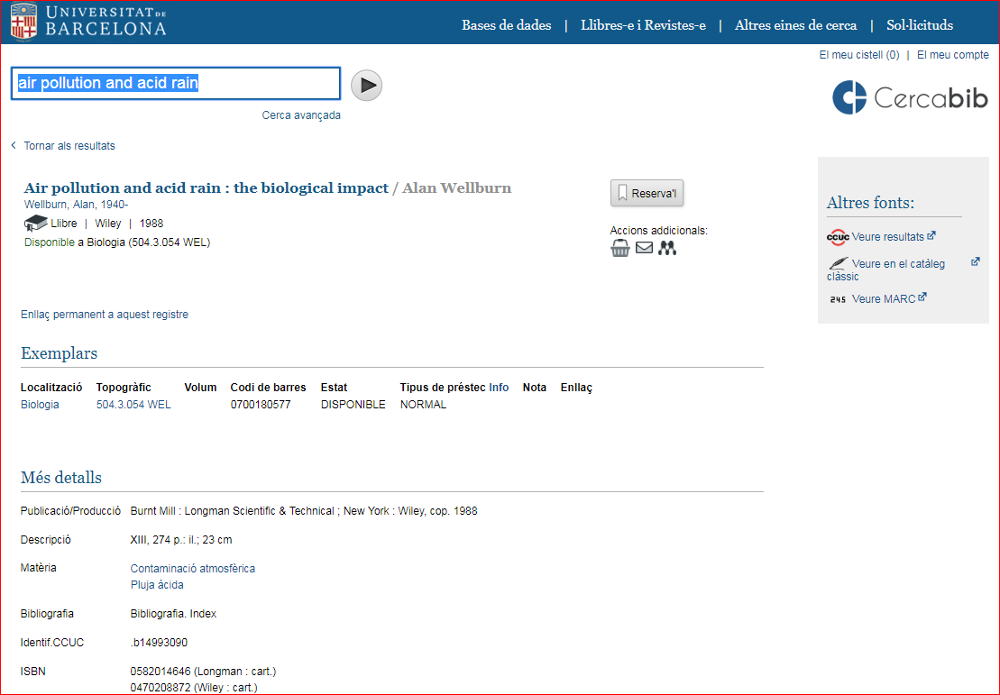 UNIVERSITAT DE
BARCELONA
Bases de dades | Llibres-e i Revistes-e | Altres eines de cerca | Sol·licituds
El meu cistell (0) | El meu compte
air pollution and acid rain
Cerca avançada
Cercabib
Tornar als resultats
Air pollution and acid rain : the biological impact / Alan Wellburn
Wellburn, Alan, 1940-
Llibre | Wiley | 1988
Disponible a Biologia (504.3.054 WEL)
Reserva'l
Accions addicionals:
Altres fonts:
ccuc Veure resultats
Veure en el catàleg
clàssic
245 Veure MARC
Enllaç permanent a aquest registre
Exemplars
Localització Topogràfic Volum Codi de barres Estat Tipus de préstec Info Nota Enllaç
Biologia 504.3.054 WEL 0700180577 DISPONIBLE NORMAL
Més detalls
Publicació/Producció Burnt Mill : Longman Scientific & Technical ; New York : Wiley, cop. 1988
Descripció XIII, 274 p.: il.; 23 cm
Matèria Contaminació atmosfèrica
Pluja àcida
Bibliografia Bibliografia. Index
Identif.CCUC .b14993090
ISBN 0582014646 (Longman : cart.)
0470208872 (Wiley : cart.)